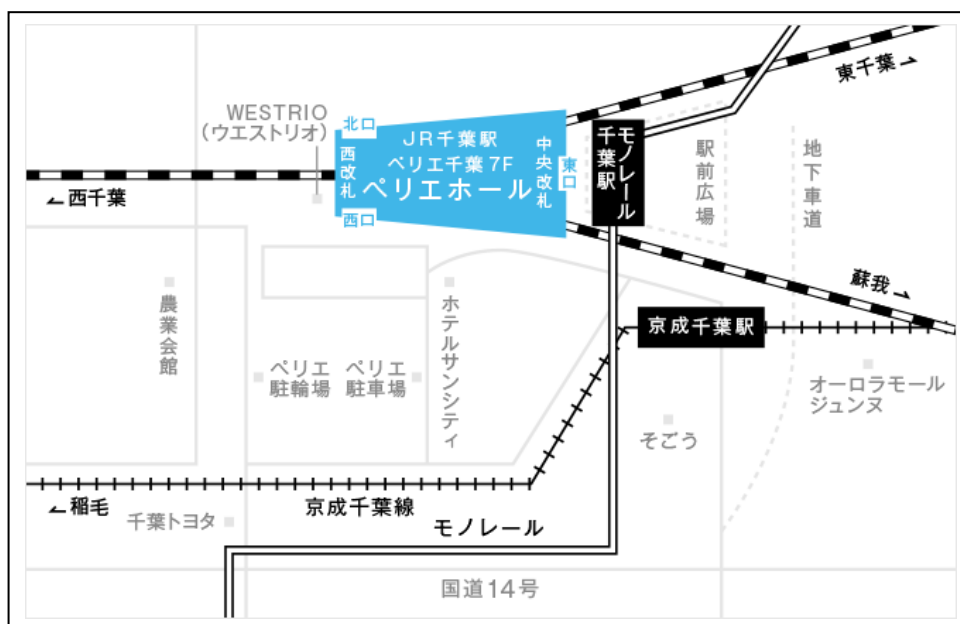 東千葉
WESTRIO
(ウエストリオ)
北口
JR千葉駅
ペリエ千葉 7F
ペリエホール
西改札
中央改札
東口
西口
モノレール
千葉駅
駅前広場
地下車道
西千葉
蘇我
農業会館
ホテルサンシティ
京成千葉駅
ペリエ
駐輪場
ペリエ
駐車場
オーロラモール
ジュンヌ
そごう
稲毛
京成千葉線
千葉トヨタ
モノレール
国道14号